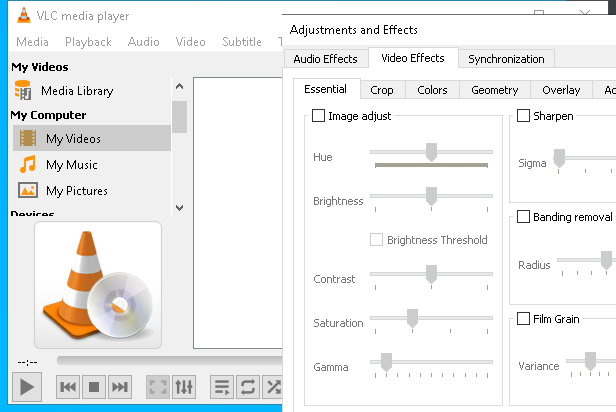 VLC media player
Media Playback Audio Video Subtitle
My Videos
Media Library
My Computer
My Videos
My Music
My Pictures
Devices
--:--
Adjustments and Effects
Audio Effects Video Effects Synchronization
Essential Crop Colors Geometry Overlay
Image adjust
Hue
Brightness
Brightness Threshold
Contrast
Saturation
Gamma
Sharpen
Sigma
Banding removal
Radius
Film Grain
Variance